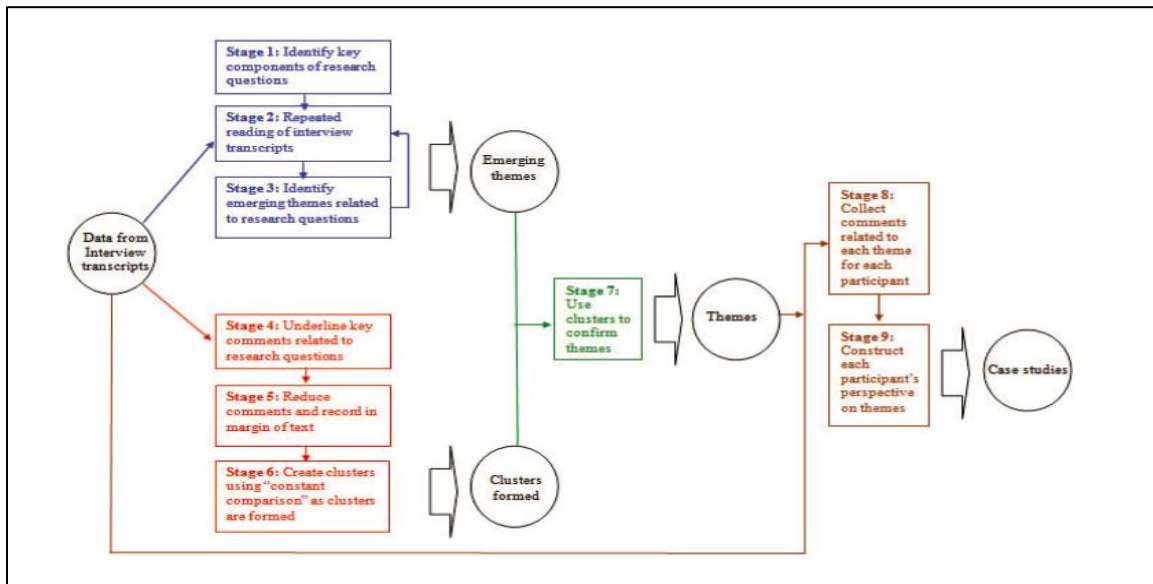 Stage 1: Identify key
components of research
questions
Stage 2: Repeated
reading of interview
transcripts
Stage 3: Identify
emerging themes related
to research questions
Emerging
themes
Data from
Interview
transcripts
Stage 4: Underline key
comments related to
research questions
Stage 5: Reduce
comments and record in
margin of text
Stage 6: Create clusters
using “constant
comparison” as clusters
are formed
Clusters
formed
Stage 7:
Use
clusters to
confirm
themes
Themes
Stage 8:
Collect
comments
related to
each theme
for each
participant
Stage 9:
Construct
each
participant’s
perspective
on themes
Case studies